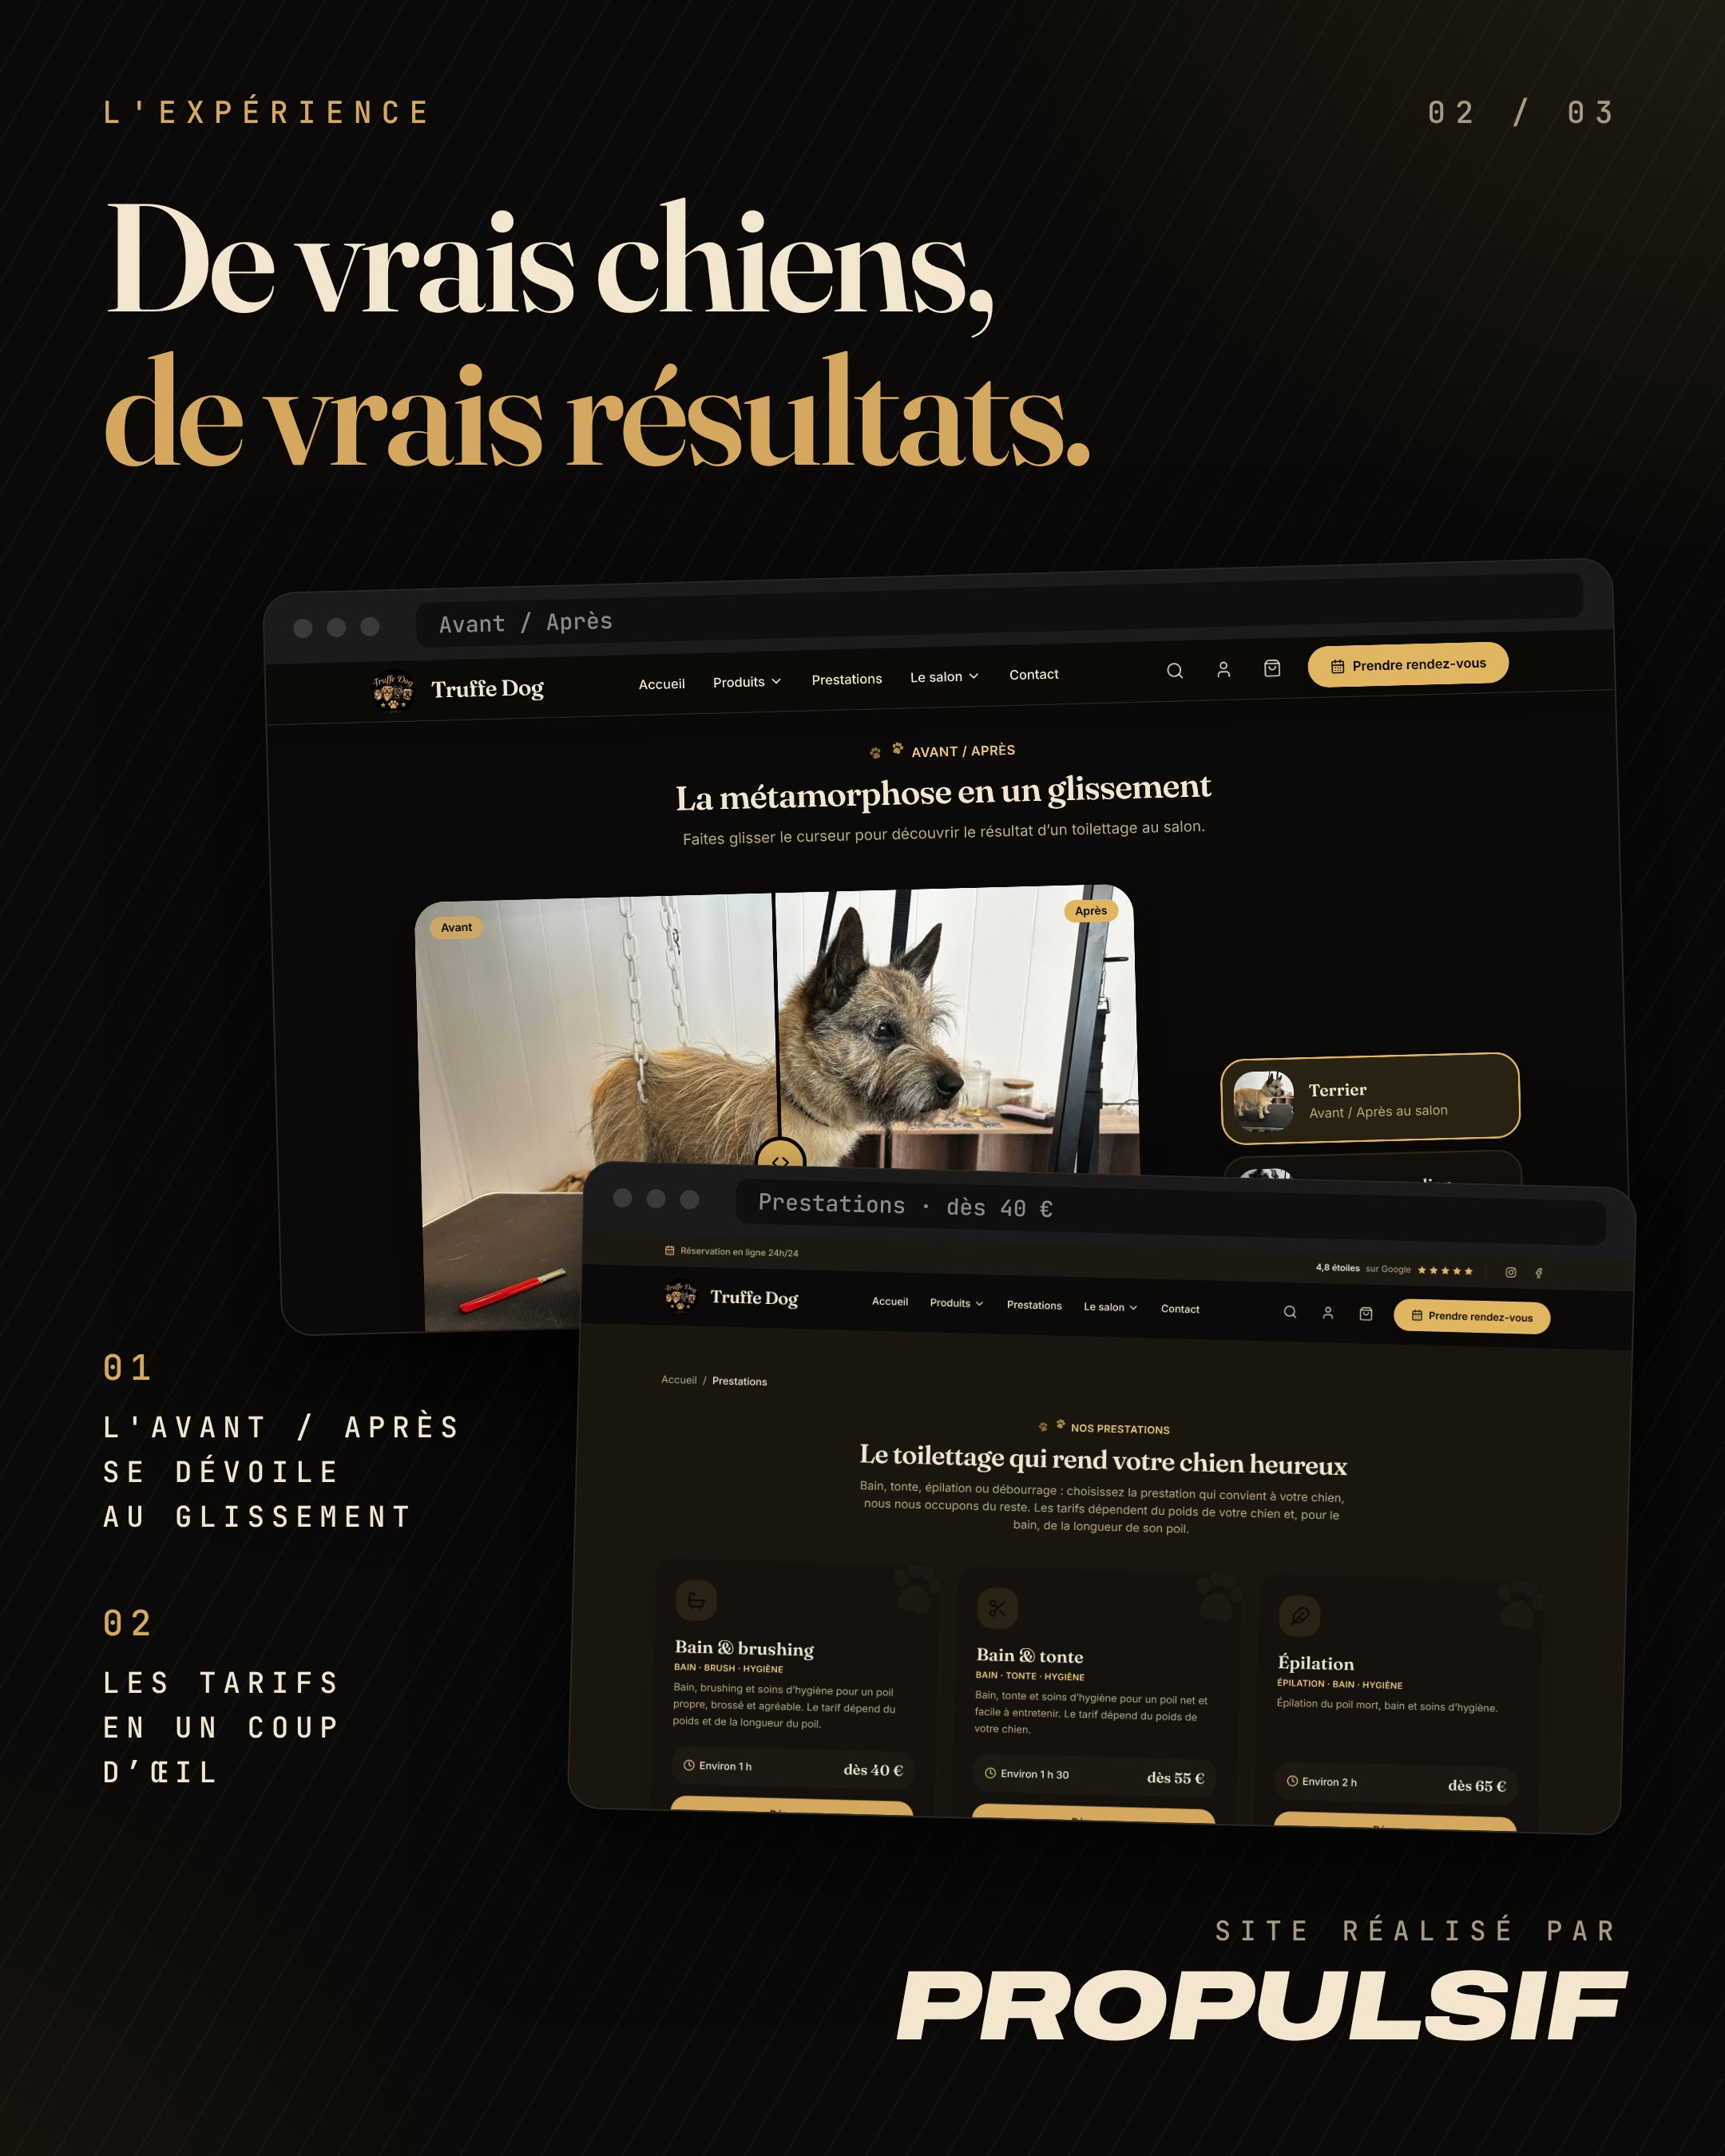 L'EXPÉRIENCE
02 / 03
De vrais chiens,
de vrais résultats.
Avant / Après
Truffe Dog
Truffe Dog
Accueil
Produits
Prestations
Le salon
Contact
Prendre rendez-vous
AVANT / APRÈS
La métamorphose en un glissement
Faites glisser le curseur pour découvrir le résultat d’un toilettage au salon.
Avant
Après
Terrier
Avant / Après au salon
Prestations · dès 40 €
Réservation en ligne 24h/24
4,8 étoiles sur Google
Truffe Dog
Accueil
Produits
Prestations
Le salon
Contact
Prendre rendez-vous
Accueil / Prestations
NOS PRESTATIONS
Le toilettage qui rend votre chien heureux
Bain, tonte, épilation ou débourrage : choisissez la prestation qui convient à votre chien,
nous nous occupons du reste. Les tarifs dépendent du poids de votre chien et, pour le
bain, de la longueur de son poil.
Bain & brushing
BAIN · BRUSH · HYGIÈNE
Bain, brushing et soins d’hygiène pour un poil
propre, brossé et agréable. Le tarif dépend du
poids et de la longueur du poil.
Environ 1 h
dès 40 €
Bain & tonte
BAIN · TONTE · HYGIÈNE
Bain, tonte et soins d’hygiène pour un poil net et
facile à entretenir. Le tarif dépend du poids de
votre chien.
Environ 1 h 30
dès 55 €
Épilation
ÉPILATION · BAIN · HYGIÈNE
Épilation du poil mort, bain et soins d’hygiène.
Environ 2 h
dès 65 €
01
L'AVANT / APRÈS
SE DÉVOILE
AU GLISSEMENT
02
LES TARIFS
EN UN COUP
D’ŒIL
SITE RÉALISÉ PAR
PROPULSIF